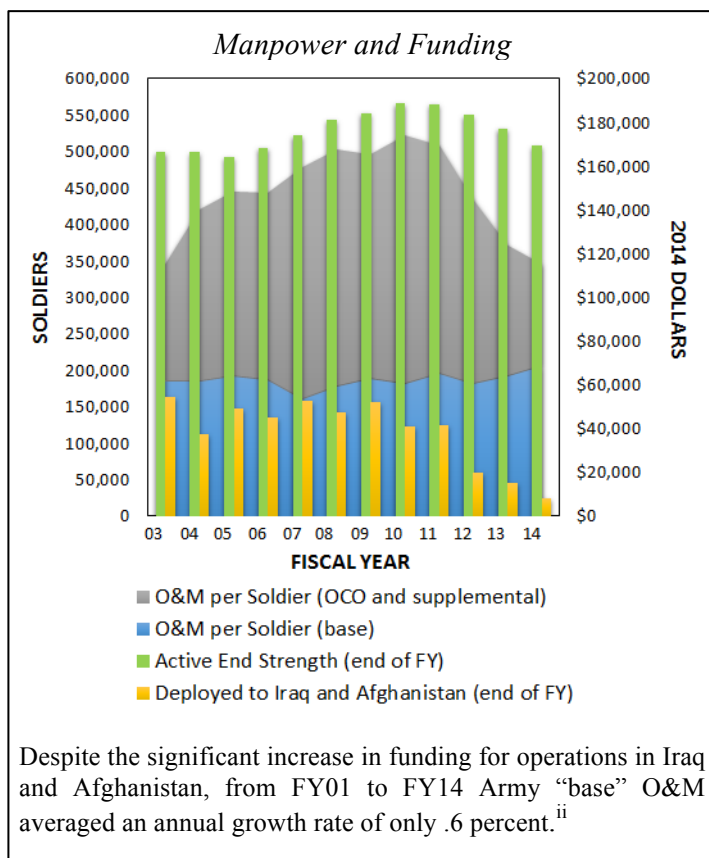 Manpower and Funding
600,000
550,000
500,000
450,000
400,000
350,000
300,000
250,000
200,000
150,000
100,000
50,000
0
SOLDIERS
$200,000
$180,000
$160,000
$140,000
$120,000
$100,000
$80,000
$60,000
$40,000
$20,000
$0
2014 DOLLARS
03 04 05 06 07 08 09 10 11 12 13 14
FISCAL YEAR
O&M per Soldier (OCO and supplemental)
O&M per Soldier (base)
Active End Strength (end of FY)
Deployed to Iraq and Afghanistan (end of FY)
Despite the significant increase in funding for operations in Iraq
and Afghanistan, from FY01 to FY14 Army “base” O&M
averaged an annual growth rate of only .6 percent.ii